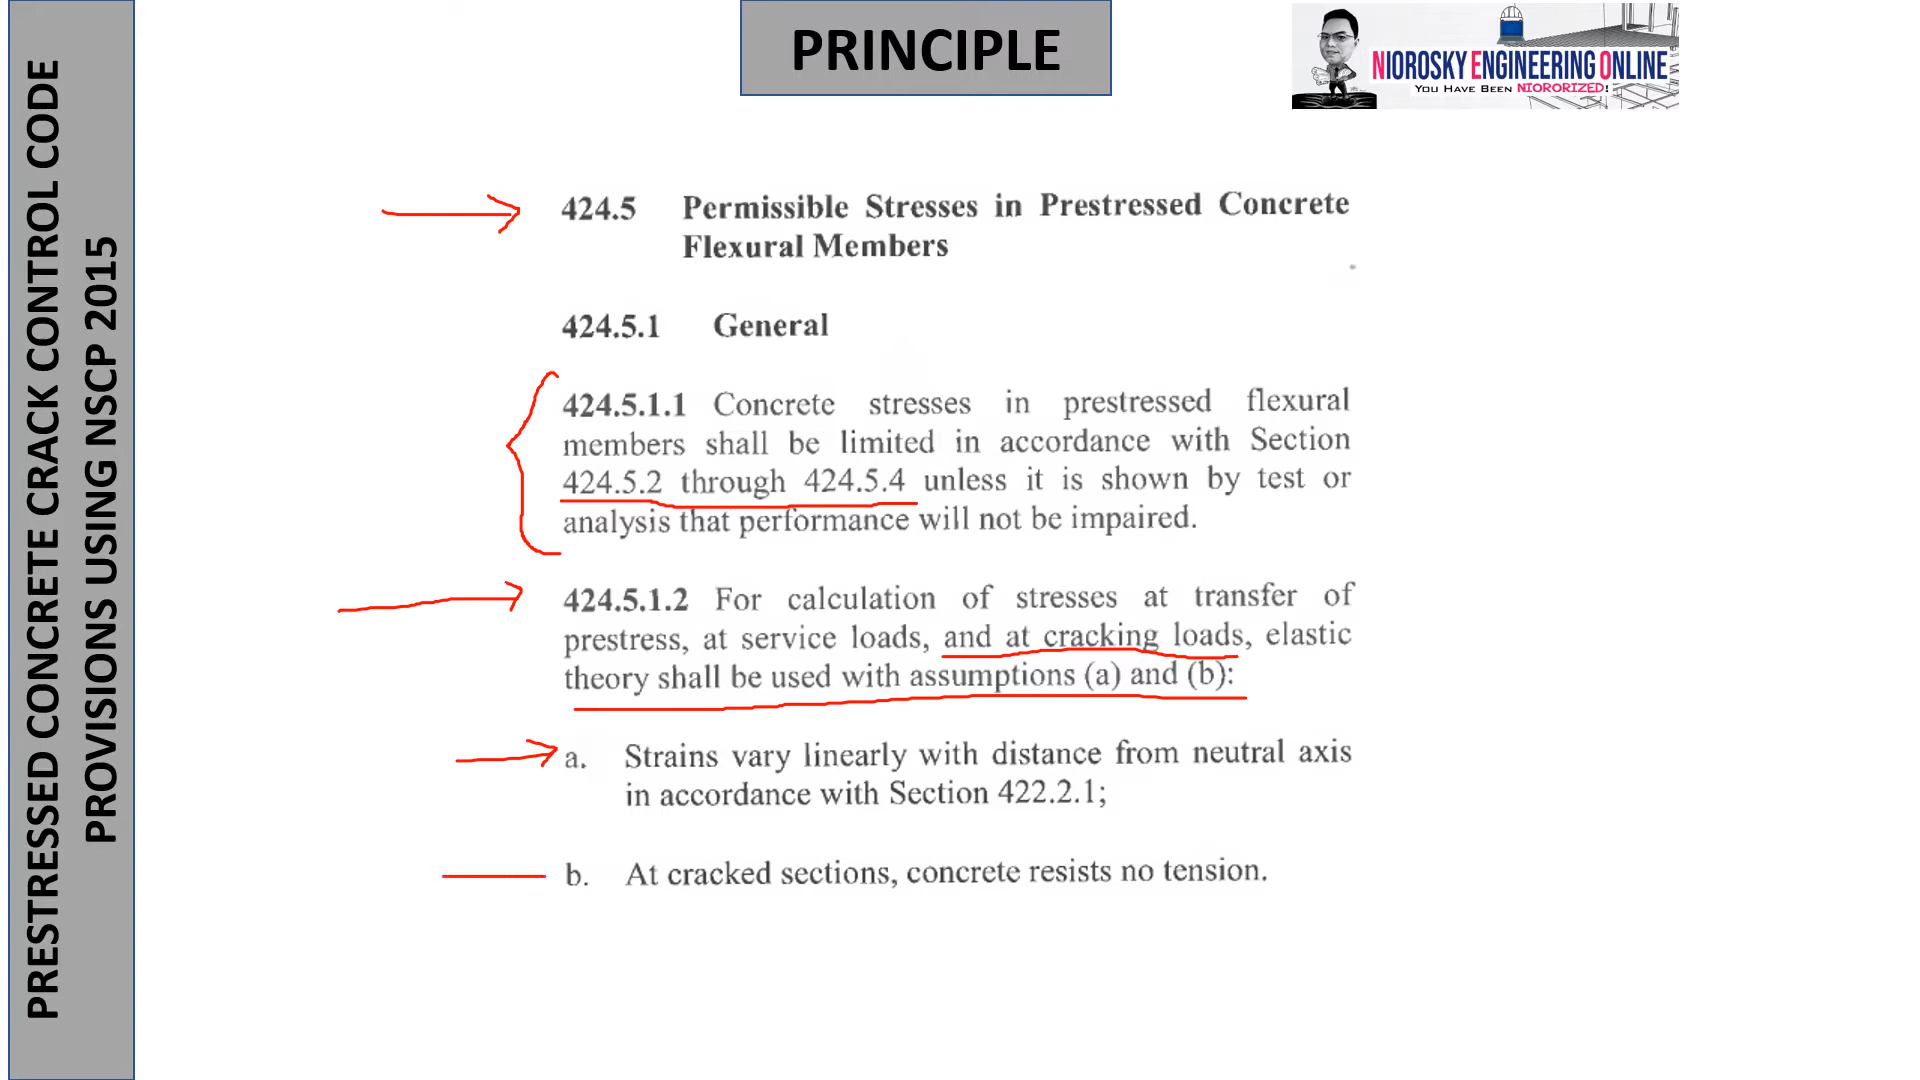 PRESTRESSED CONCRETE CRACK CONTROL CODE
PROVISIONS USING NSCP 2015
PRINCIPLE
NIOROSKY ENGINEERING ONLINE
YOU HAVE BEEN NIORORIZED!
424.5 Permissible Stresses in Prestressed Concrete
Flexural Members
424.5.1 General
424.5.1.1 Concrete stresses in prestressed flexural
members shall be limited in accordance with Section
424.5.2 through 424.5.4 unless it is shown by test or
analysis that performance will not be impaired.
424.5.1.2 For calculation of stresses at transfer of
prestress, at service loads, and at cracking loads, elastic
theory shall be used with assumptions (a) and (b):
a. Strains vary linearly with distance from neutral axis
in accordance with Section 422.2.1;
b. At cracked sections, concrete resists no tension.